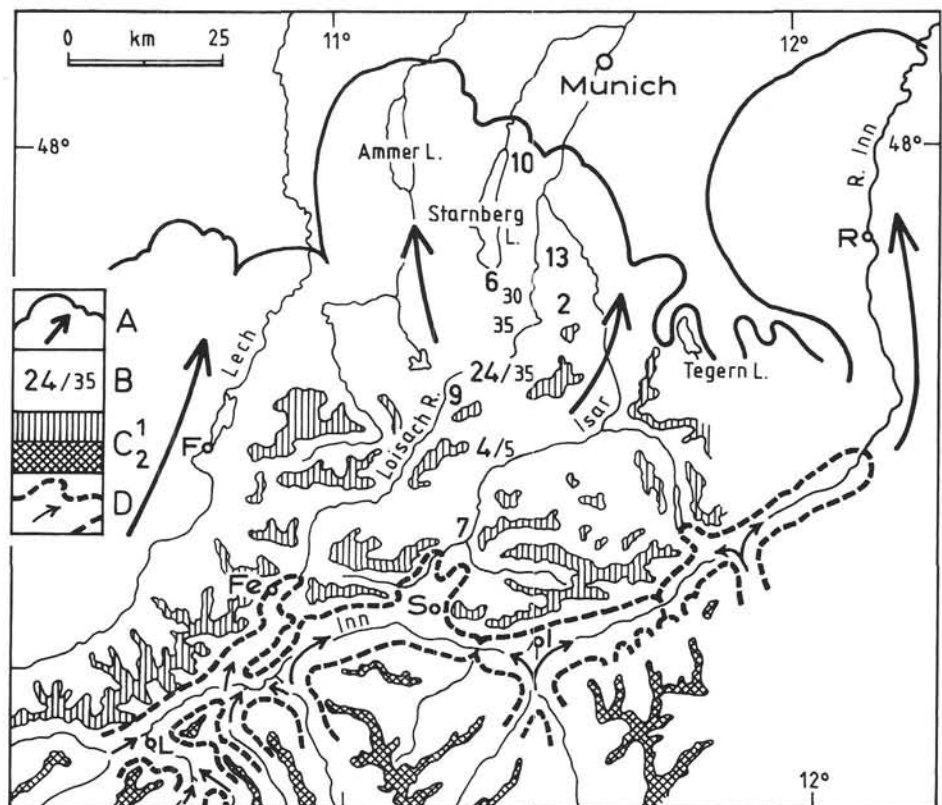 0 km 25
11°
12°
Munich
48°
48°
Ammer L.
10
R. Inn
Starnberg
L.
R
13
6
30
2
35
A
Lech
Tegern L.
24/35
24/35
B
9
Isar
C 1
2
F
Loisach R.
4/5
D
7
Fe
So
Inn
I
L
12°